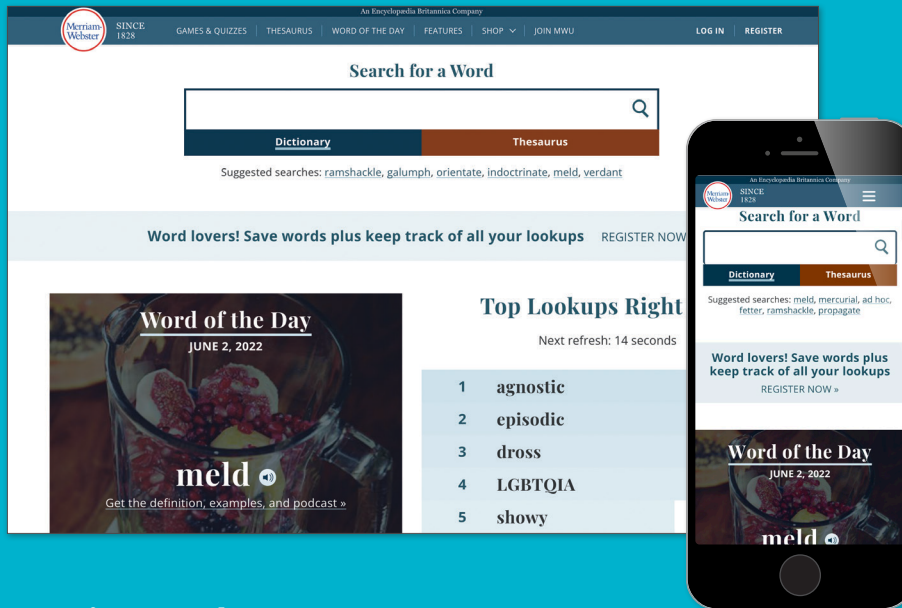 An Encyclopædia Britannica Company
Merriam-
Webster
SINCE
1828
GAMES & QUIZZES
THESAURUS
WORD OF THE DAY
FEATURES
SHOP
JOIN MWU
LOG IN
REGISTER
Search for a Word
Dictionary
Thesaurus
Suggested searches: ramshackle, galumph, orientate, indoctrinate, meld, verdant
Word lovers! Save words plus keep track of all your lookups REGISTER NOW
Word of the Day
JUNE 2, 2022
meld
Get the definition, examples, and podcast »
Top Lookups Right
Next refresh: 14 seconds
1 agnostic
2 episodic
3 dross
4 LGBTQIA
5 showy
An Encyclopædia Britannica Company
Merriam-
Webster
SINCE
1828
Search for a Word
Dictionary
Thesaurus
Suggested searches: meld, mercurial, ad hoc,
fetter, ramshackle, propagate
Word lovers! Save words plus
keep track of all your lookups
REGISTER NOW »
Word of the Day
JUNE 2, 2022
meld